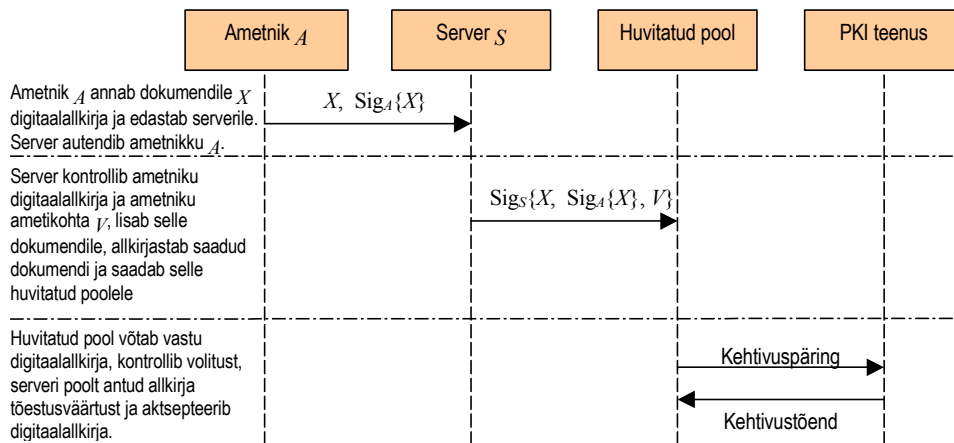 Ametnik A
Server S
Huvitatud pool
PKI teenus
Ametnik A annab dokumendile X
digitaalallkirja ja edastab serverile.
Server autendib ametnikku A.
X, SigA{X}
Server kontrollib ametniku
digitaalallkirja ja ametniku
ametikohta V, lisab selle
dokumendile, allkirjastab saadud
dokumendi ja saadab selle
huvitatud poolele
SigS{X, SigA{X}, V}
Huvitatud pool võtab vastu
digitaalallkirja, kontrollib volitust,
serveri poolt antud allkirja
tõestusväärtust ja aktsepteerib
digitaalallkirja.
Kehtivuspäring
Kehtivustõend